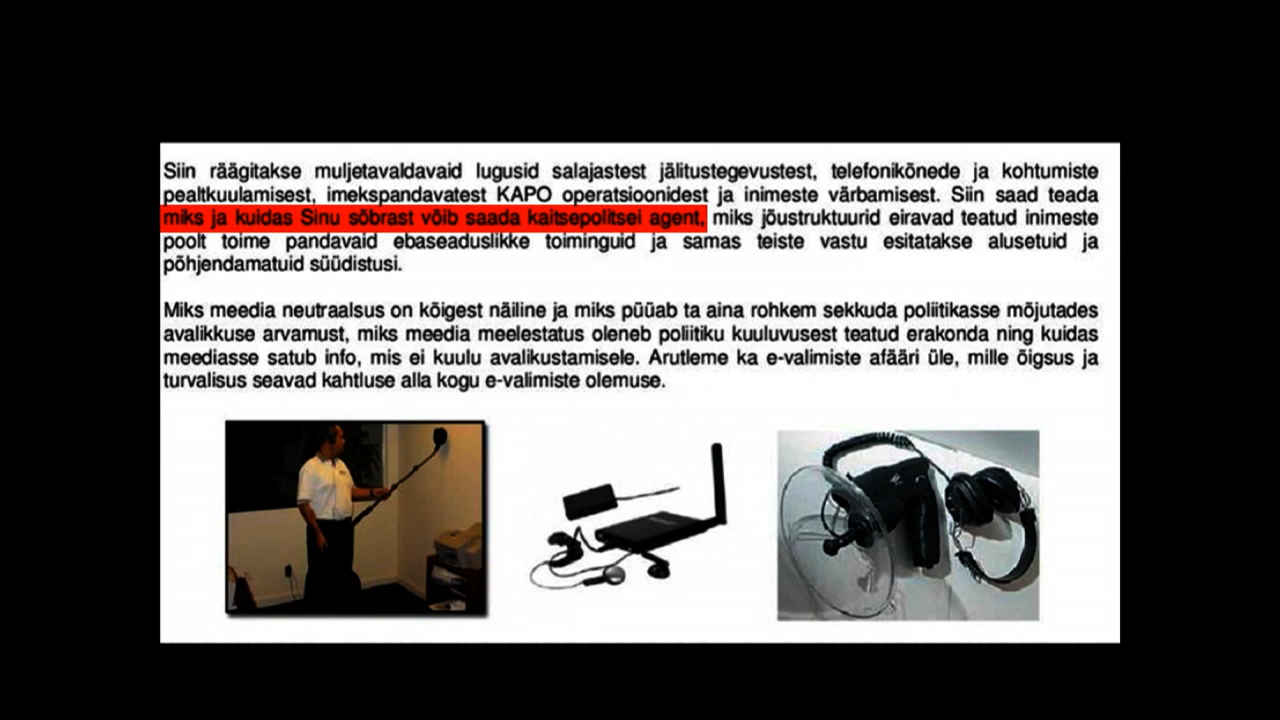 Siin räägitakse muljetavaldavaid lugusid salajastest jälitustegevustest, telefonikõnede ja kohtumiste
pealtkuulamisest, imekspandavatest KAPO operatsioonidest ja inimeste värbamisest. Siin saad teada
miks ja kuidas Sinu sõbrast võib saada kaitsepolitsei agent, miks jõustruktuurid eiravad teatud inimeste
poolt toime pandavaid ebaseaduslikke toiminguid ja samas teiste vastu esitatakse alusetuid ja
põhjendamatuid süüdistusi.
Miks meedia neutraalsus on kõigest näiline ja miks püüab ta aina rohkem sekkuda poliitikasse mõjutades
avalikkuse arvamust, miks meedia meelestatus oleneb poliitiku kuuluvusest teatud erakonda ning kuidas
meediasse satub info, mis ei kuulu avalikustamisele. Arutleme ka e-valimiste afääri üle, mille õigsus ja
turvalisus seavad kahtluse alla kogu e-valimiste olemuse.